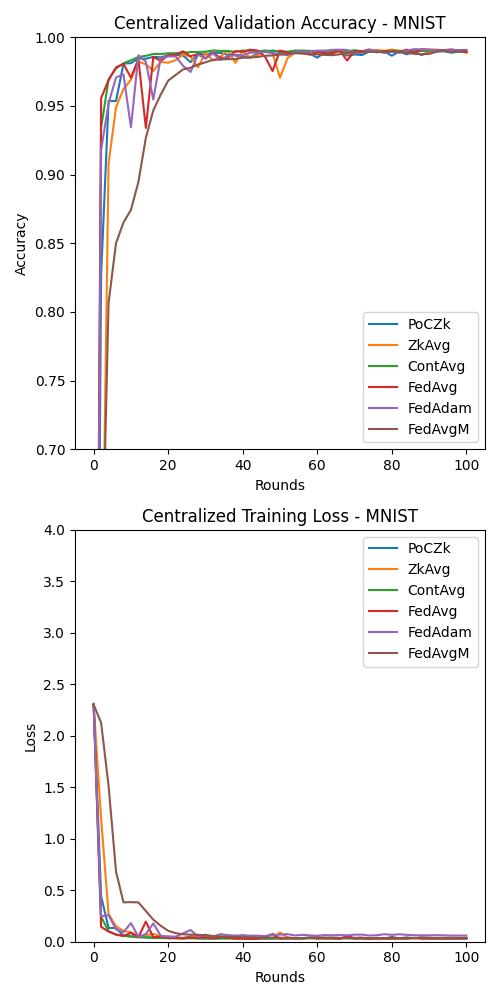 Centralized Validation Accuracy - MNIST
1.00
0.95
0.90
0.85
0.80
0.75
0.70
Accuracy
PoCZk
ZkAvg
ContAvg
FedAvg
FedAdam
FedAvgM
0 20 40 60 80 100
Rounds
Centralized Training Loss - MNIST
4.0
3.5
3.0
2.5
2.0
1.5
1.0
0.5
0.0
Loss
PoCZk
ZkAvg
ContAvg
FedAvg
FedAdam
FedAvgM
0 20 40 60 80 100
Rounds